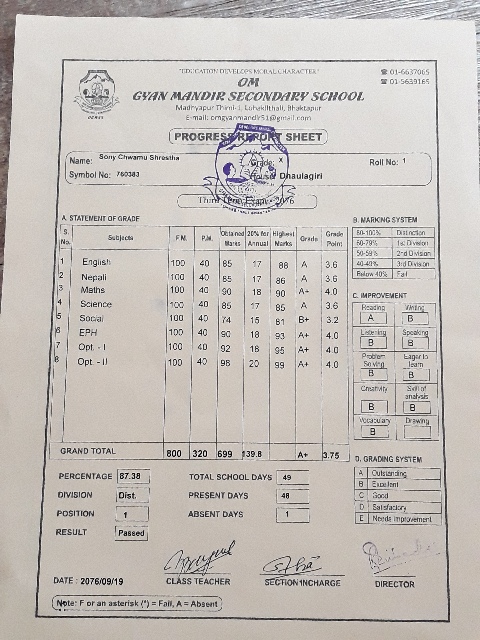 "EDUCATION DEVELOPS MORAL CHARACTER"
☎ 01-6637065
☎ 01-5639165
OM
GYAN MANDIR SECONDARY SCHOOL
Madhyapur Thimi-1, Lohakilthali, Bhaktapur
E-mail: omgyanmandir51@gmail.com
PROGRESS REPORT SHEET
Name: Sony Chwamu Shrestha Grade: X Roll No: 1
Symbol No: 760383 House: Dhaulagiri
Third Term Exam - 2076
A. STATEMENT OF GRADE
S. No. Subjects F.M. P.M. Obtained Marks 20% for Annual Highest Marks Grade Grade Point
1 English 100 40 85 17 88 A 3.6
2 Nepali 100 40 85 17 86 A 3.6
3 Maths 100 40 90 18 90 A+ 4.0
4 Science 100 40 85 17 85 A 3.6
5 Social 100 40 74 15 81 B+ 3.2
6 EPH 100 40 90 18 93 A+ 4.0
7 Opt. - I 100 40 92 18 95 A+ 4.0
8 Opt. - II 100 40 98 20 99 A+ 4.0
GRAND TOTAL 800 320 699 139.8 A+ 3.75
B. MARKING SYSTEM
80-100% Distinction
60-79% 1st Division
50-59% 2nd Division
40-49% 3rd Division
Below 40% Fail
C. IMPROVEMENT
Reading Writing
A B
Listening Speaking
B B
Problem Solving Eager to learn
B B
Creativity Skill of analysis
B B
Vocabulary Drawing
B
D. GRADING SYSTEM
A Outstanding
B Excellent
C Good
D Satisfactory
E Needs Improvement
PERCENTAGE 87.38 TOTAL SCHOOL DAYS 49
DIVISION Dist. PRESENT DAYS 48
POSITION 1 ABSENT DAYS 1
RESULT Passed
DATE : 2076/09/19 CLASS TEACHER SECTION INCHARGE DIRECTOR
Note: F or an asterisk (*) = Fail, A = Absent